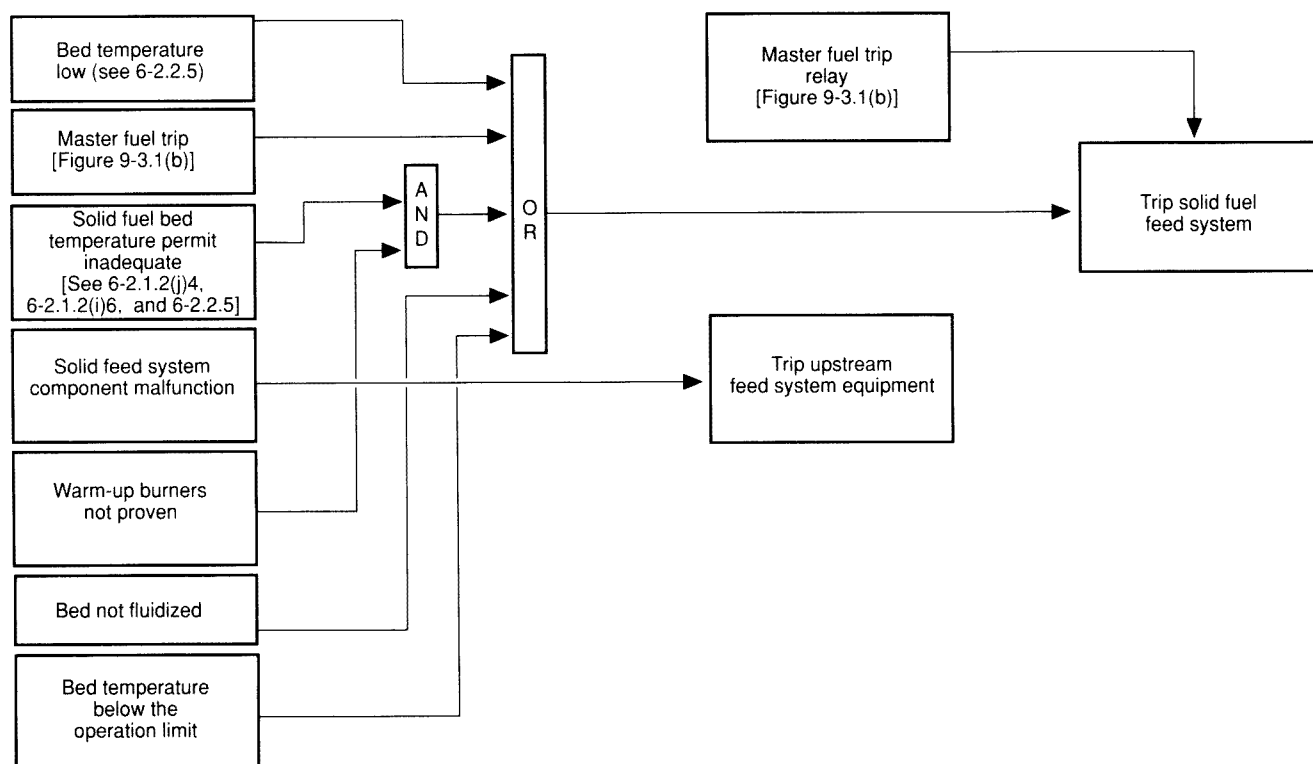 Bed temperature
low (see 6-2.2.5)
Master fuel trip
[Figure 9-3.1(b)]
Solid fuel bed
temperature permit
inadequate
[See 6-2.1.2(j)4,
6-2.1.2(i)6, and 6-2.2.5]
Solid feed system
component malfunction
Warm-up burners
not proven
Bed not fluidized
Bed temperature
below the
operation limit
A
N
D
O
R
Master fuel trip
relay
[Figure 9-3.1(b)]
Trip solid fuel
feed system
Trip upstream
feed system equipment